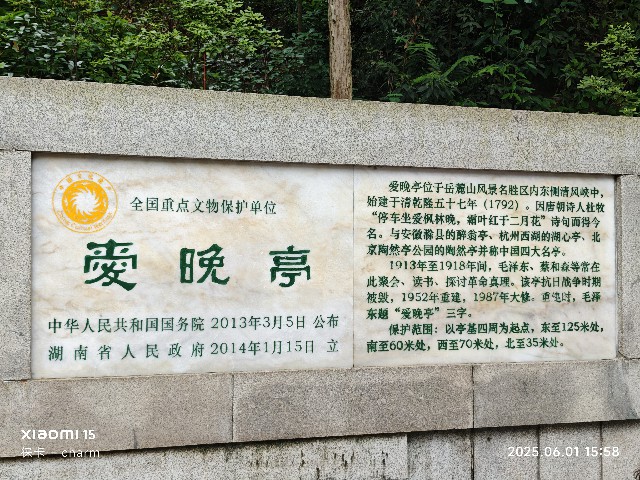 全国重点文物保护单位
愛晚亭
中华人民共和国国务院 2013年3月5日 公布
湖南省人民政府 2014年1月15日 立
爱晚亭位于岳麓山风景名胜区内东侧清风峡中，
始建于清乾隆五十七年（1792）。因唐朝诗人杜牧
“停车坐爱枫林晚，霜叶红于二月花”诗句而得今
名。与安徽滁县的醉翁亭、杭州西湖的湖心亭、北
京陶然亭公园的陶然亭并称中国四大名亭。
1913年至1918年间，毛泽东、蔡和森等常在
此聚会、读书、探讨革命真理。该亭抗日战争时期
被毁，1952年重建，1987年大修。重建时，毛泽
东题“爱晚亭”三字。
保护范围：以亭基四周为起点，东至125米处，
南至60米处，西至70米处，北至35米处。
XIAOMI 15
2025.06.01 15:58
charm